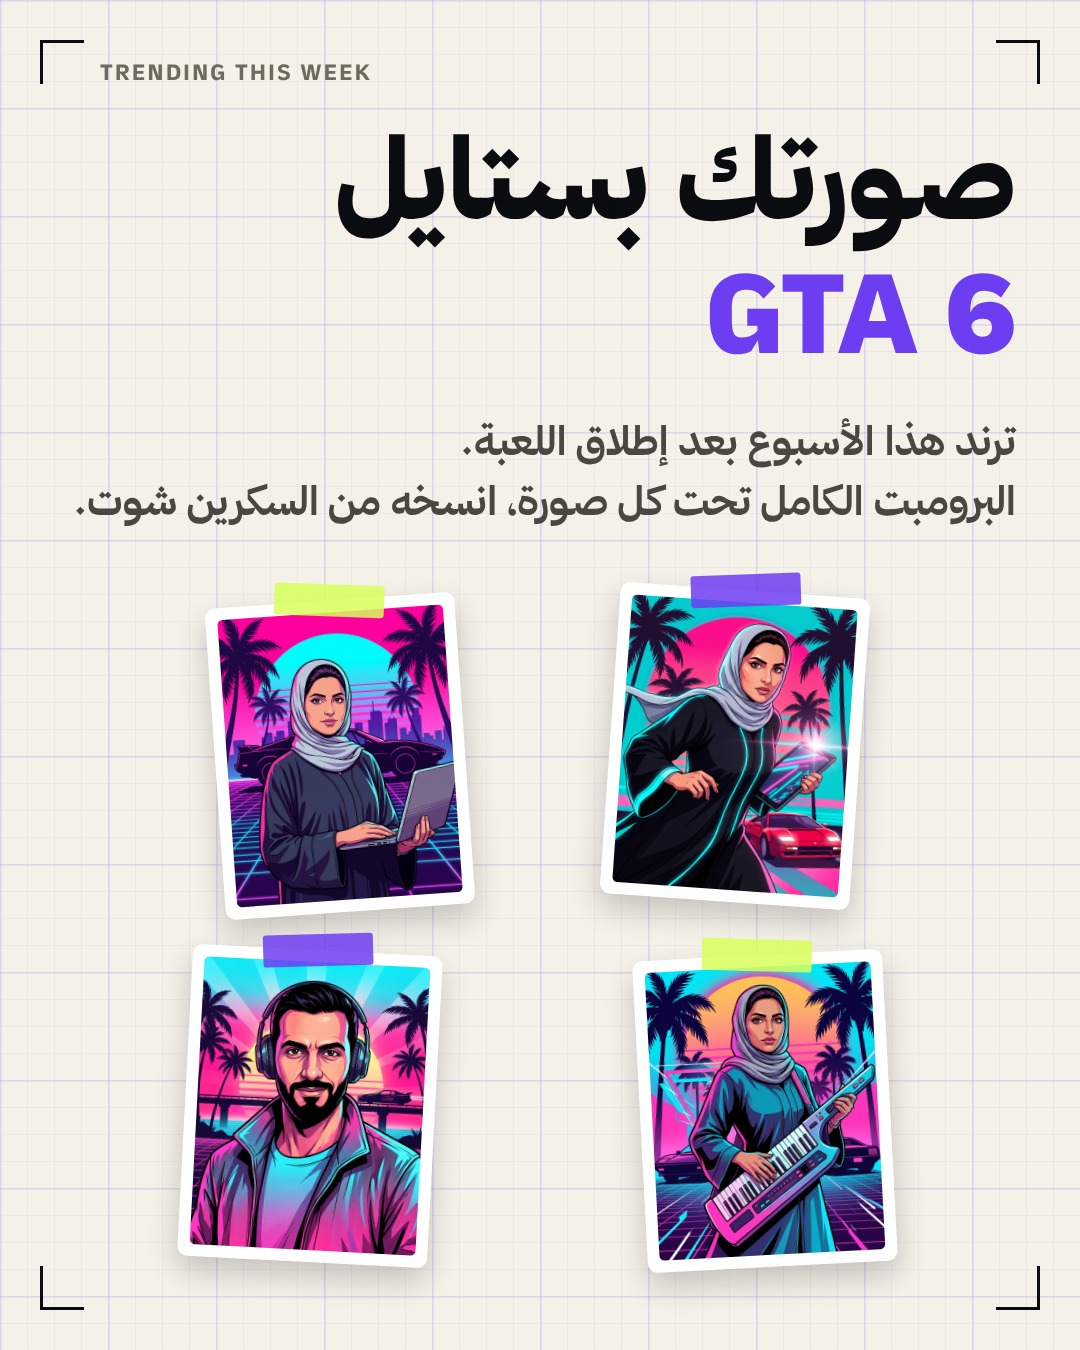 TRENDING THIS WEEK
صورتك بستايل
GTA 6
ترند هذا الأسبوع بعد إطلاق اللعبة.
البرومبت الكامل تحت كل صورة، انسخه من السكرين شوت.